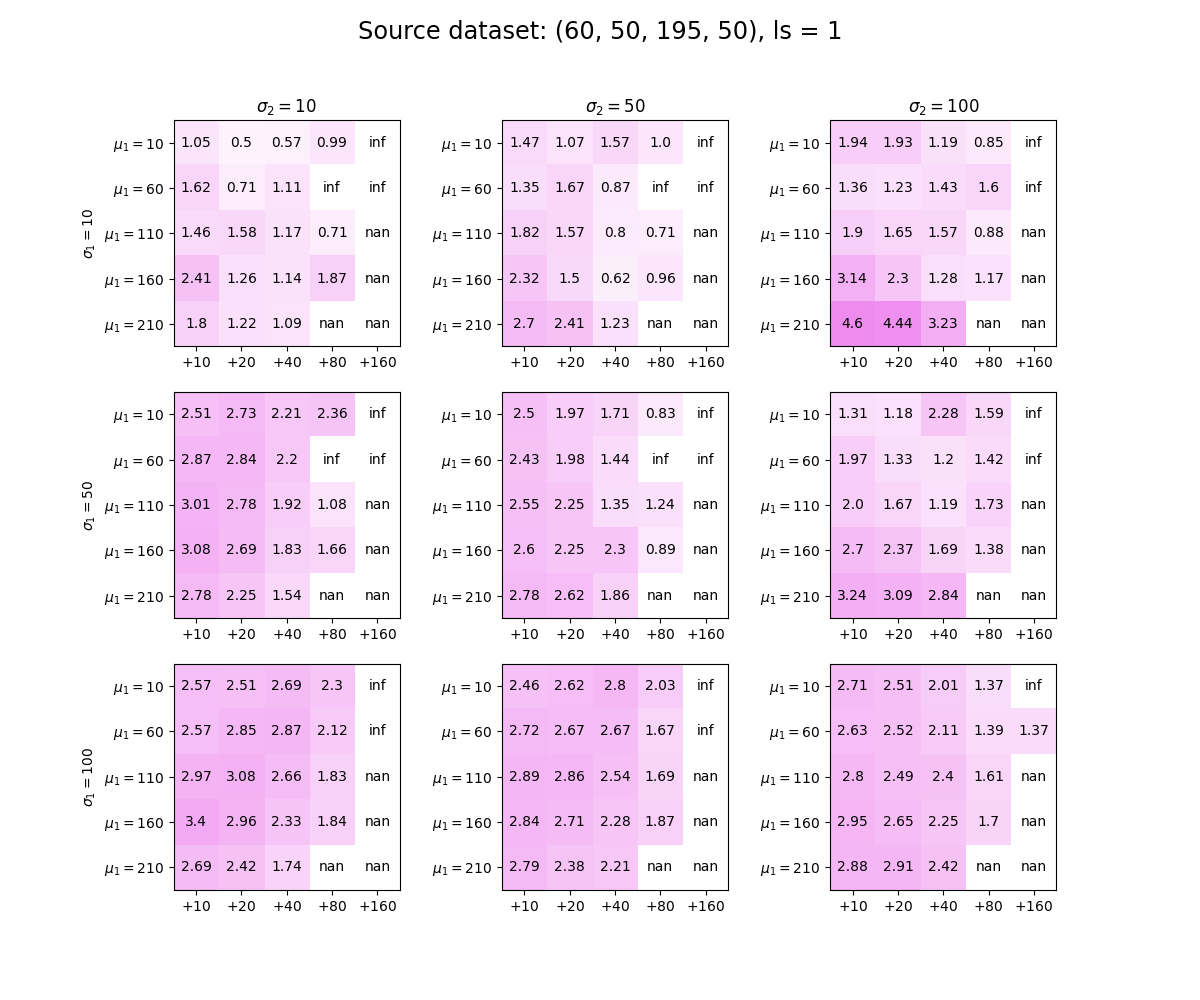 Source dataset: (60, 50, 195, 50), ls = 1
σ₂ = 10 σ₂ = 50 σ₂ = 100
σ₁ = 10
μ₁ = 10 1.05 0.5 0.57 0.99 inf μ₁ = 10 1.47 1.07 1.57 1.0 inf μ₁ = 10 1.94 1.93 1.19 0.85 inf
μ₁ = 60 1.62 0.71 1.11 inf inf μ₁ = 60 1.35 1.67 0.87 inf inf μ₁ = 60 1.36 1.23 1.43 1.6 inf
μ₁ = 110 1.46 1.58 1.17 0.71 nan μ₁ = 110 1.82 1.57 0.8 0.71 nan μ₁ = 110 1.9 1.65 1.57 0.88 nan
μ₁ = 160 2.41 1.26 1.14 1.87 nan μ₁ = 160 2.32 1.5 0.62 0.96 nan μ₁ = 160 3.14 2.3 1.28 1.17 nan
μ₁ = 210 1.8 1.22 1.09 nan nan μ₁ = 210 2.7 2.41 1.23 nan nan μ₁ = 210 4.6 4.44 3.23 nan nan
+10 +20 +40 +80 +160 +10 +20 +40 +80 +160 +10 +20 +40 +80 +160
σ₁ = 50
μ₁ = 10 2.51 2.73 2.21 2.36 inf μ₁ = 10 2.5 1.97 1.71 0.83 inf μ₁ = 10 1.31 1.18 2.28 1.59 inf
μ₁ = 60 2.87 2.84 2.2 inf inf μ₁ = 60 2.43 1.98 1.44 inf inf μ₁ = 60 1.97 1.33 1.2 1.42 inf
μ₁ = 110 3.01 2.78 1.92 1.08 nan μ₁ = 110 2.55 2.25 1.35 1.24 nan μ₁ = 110 2.0 1.67 1.19 1.73 nan
μ₁ = 160 3.08 2.69 1.83 1.66 nan μ₁ = 160 2.6 2.25 2.3 0.89 nan μ₁ = 160 2.7 2.37 1.69 1.38 nan
μ₁ = 210 2.78 2.25 1.54 nan nan μ₁ = 210 2.78 2.62 1.86 nan nan μ₁ = 210 3.24 3.09 2.84 nan nan
+10 +20 +40 +80 +160 +10 +20 +40 +80 +160 +10 +20 +40 +80 +160
σ₁ = 100
μ₁ = 10 2.57 2.51 2.69 2.3 inf μ₁ = 10 2.46 2.62 2.8 2.03 inf μ₁ = 10 2.71 2.51 2.01 1.37 inf
μ₁ = 60 2.57 2.85 2.87 2.12 inf μ₁ = 60 2.72 2.67 2.67 1.67 inf μ₁ = 60 2.63 2.52 2.11 1.39 1.37
μ₁ = 110 2.97 3.08 2.66 1.83 nan μ₁ = 110 2.89 2.86 2.54 1.69 nan μ₁ = 110 2.8 2.49 2.4 1.61 nan
μ₁ = 160 3.4 2.96 2.33 1.84 nan μ₁ = 160 2.84 2.71 2.28 1.87 nan μ₁ = 160 2.95 2.65 2.25 1.7 nan
μ₁ = 210 2.69 2.42 1.74 nan nan μ₁ = 210 2.79 2.38 2.21 nan nan μ₁ = 210 2.88 2.91 2.42 nan nan
+10 +20 +40 +80 +160 +10 +20 +40 +80 +160 +10 +20 +40 +80 +160